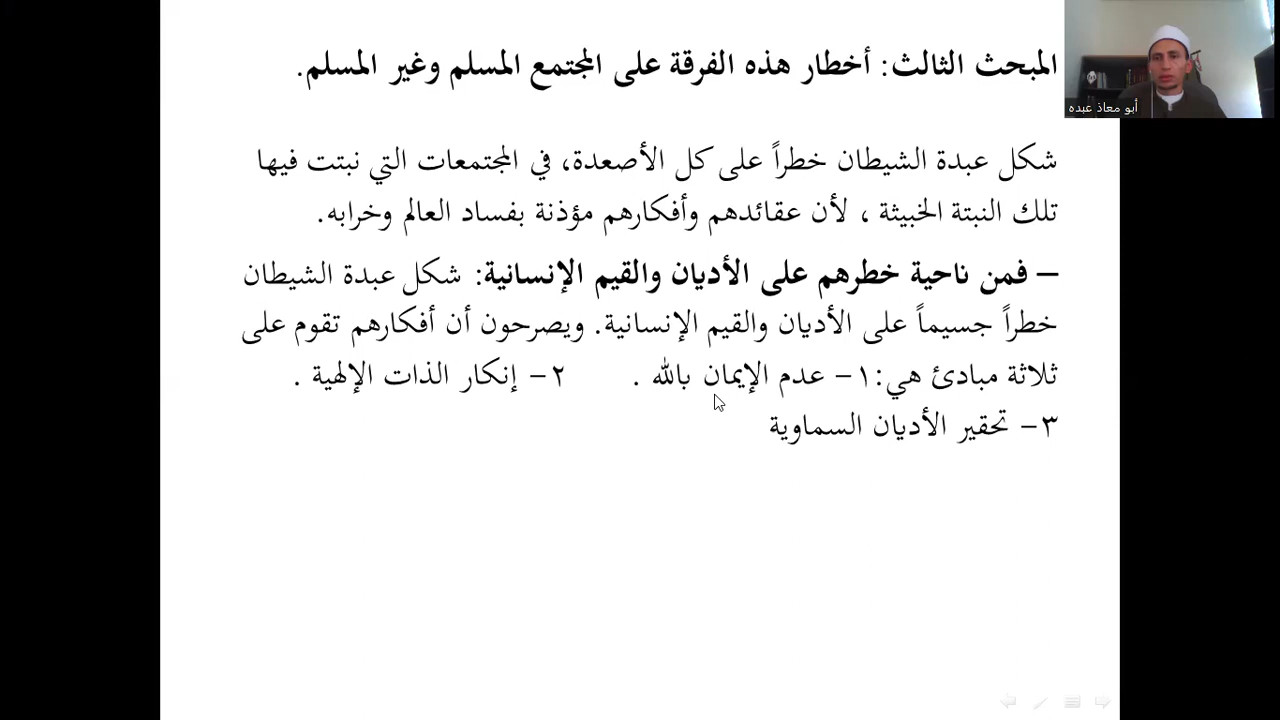 المبحث الثالث: أخطار هذه الفرقة على المجتمع المسلم وغير المسلم.
أبو معاذ عبده
شكل عبدة الشيطان خطراً على كل الأصعدة، في المجتمعات التي نبتت فيها
تلك النبتة الخبيثة ، لأن عقائدهم وأفكارهم مؤذنة بفساد العالم وخرابه.
– فمن ناحية خطرهم على الأديان والقيم الإنسانية: شكل عبدة الشيطان
خطراً جسيماً على الأديان والقيم الإنسانية. ويصرحون أن أفكارهم تقوم على
ثلاثة مبادئ هي:١– عدم الإيمان بالله . ٢– إنكار الذات الإلهية .
٣– تحقير الأديان السماوية